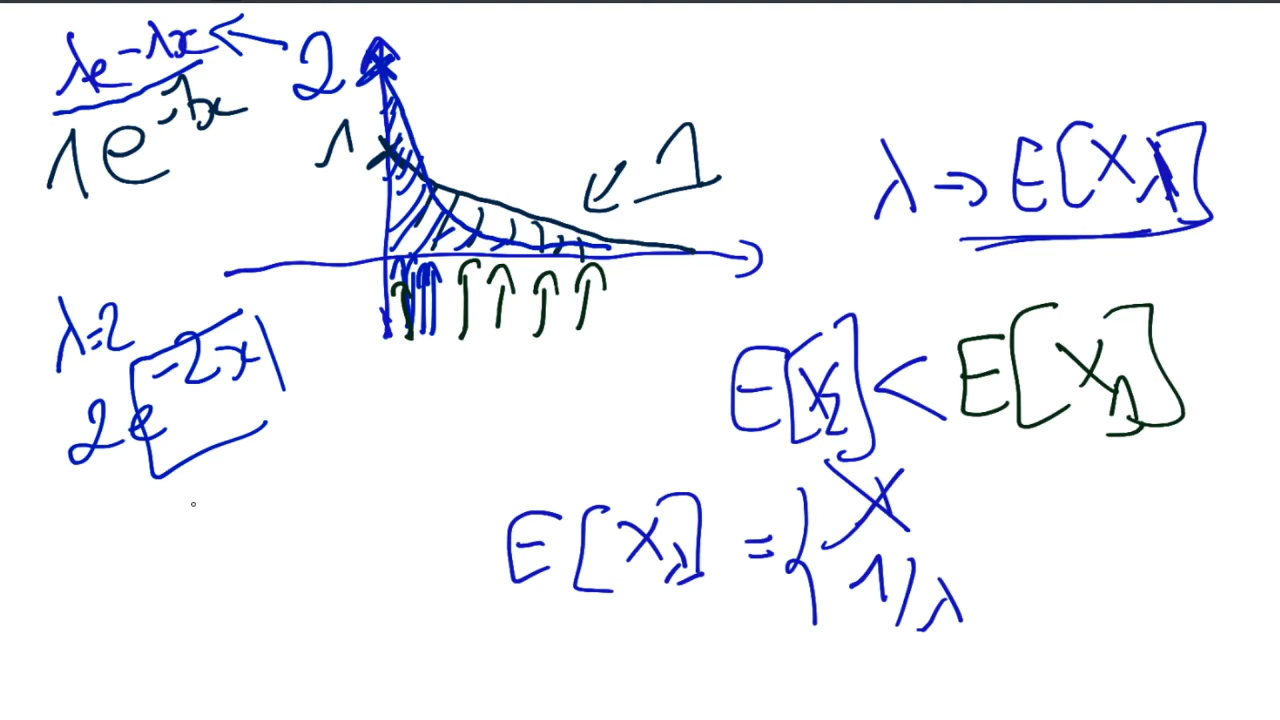 λe^{-λx}
2
1e^{-1x}
1
1
λ => E[X_λ]
λ=2
2e^{-2x}
E[X_2] < E[X_1]
E[X_λ] = {
1/λ